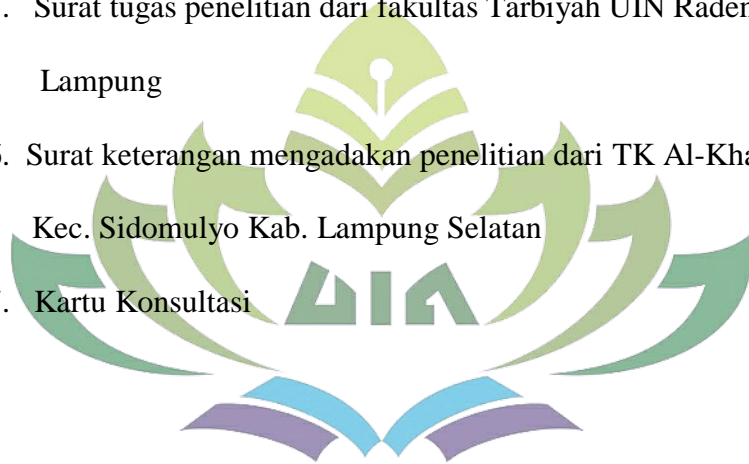 . Surat tugas penelitian dari fakultas Tarbiyah UIN Raden
Lampung
. Surat keterangan mengadakan penelitian dari TK Al-Kha
Kec. Sidomulyo Kab. Lampung Selatan
. Kartu Konsultasi
UIN